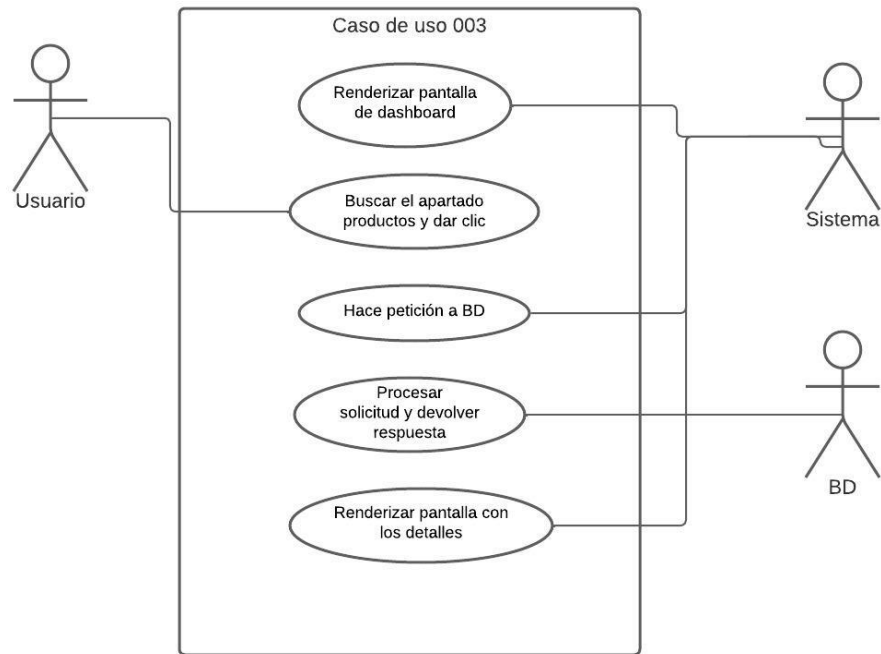 Caso de uso 003
Renderizar pantalla
de dashboard
Usuario
Buscar el apartado
productos y dar clic
Sistema
Hace petición a BD
Procesar
solicitud y devolver
respuesta
BD
Renderizar pantalla con
los detalles